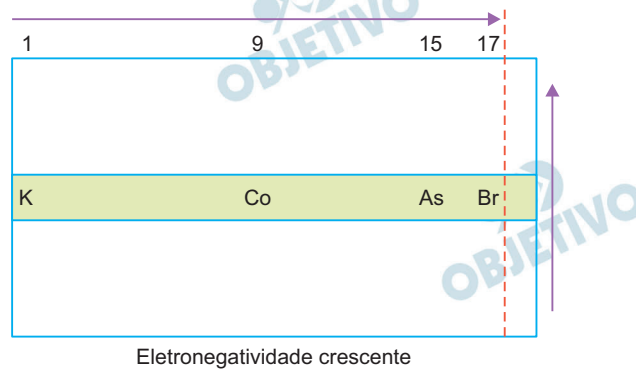 OBJETIVO
1 9 15 17
K Co As Br
OBJETIVO
Eletronegatividade crescente